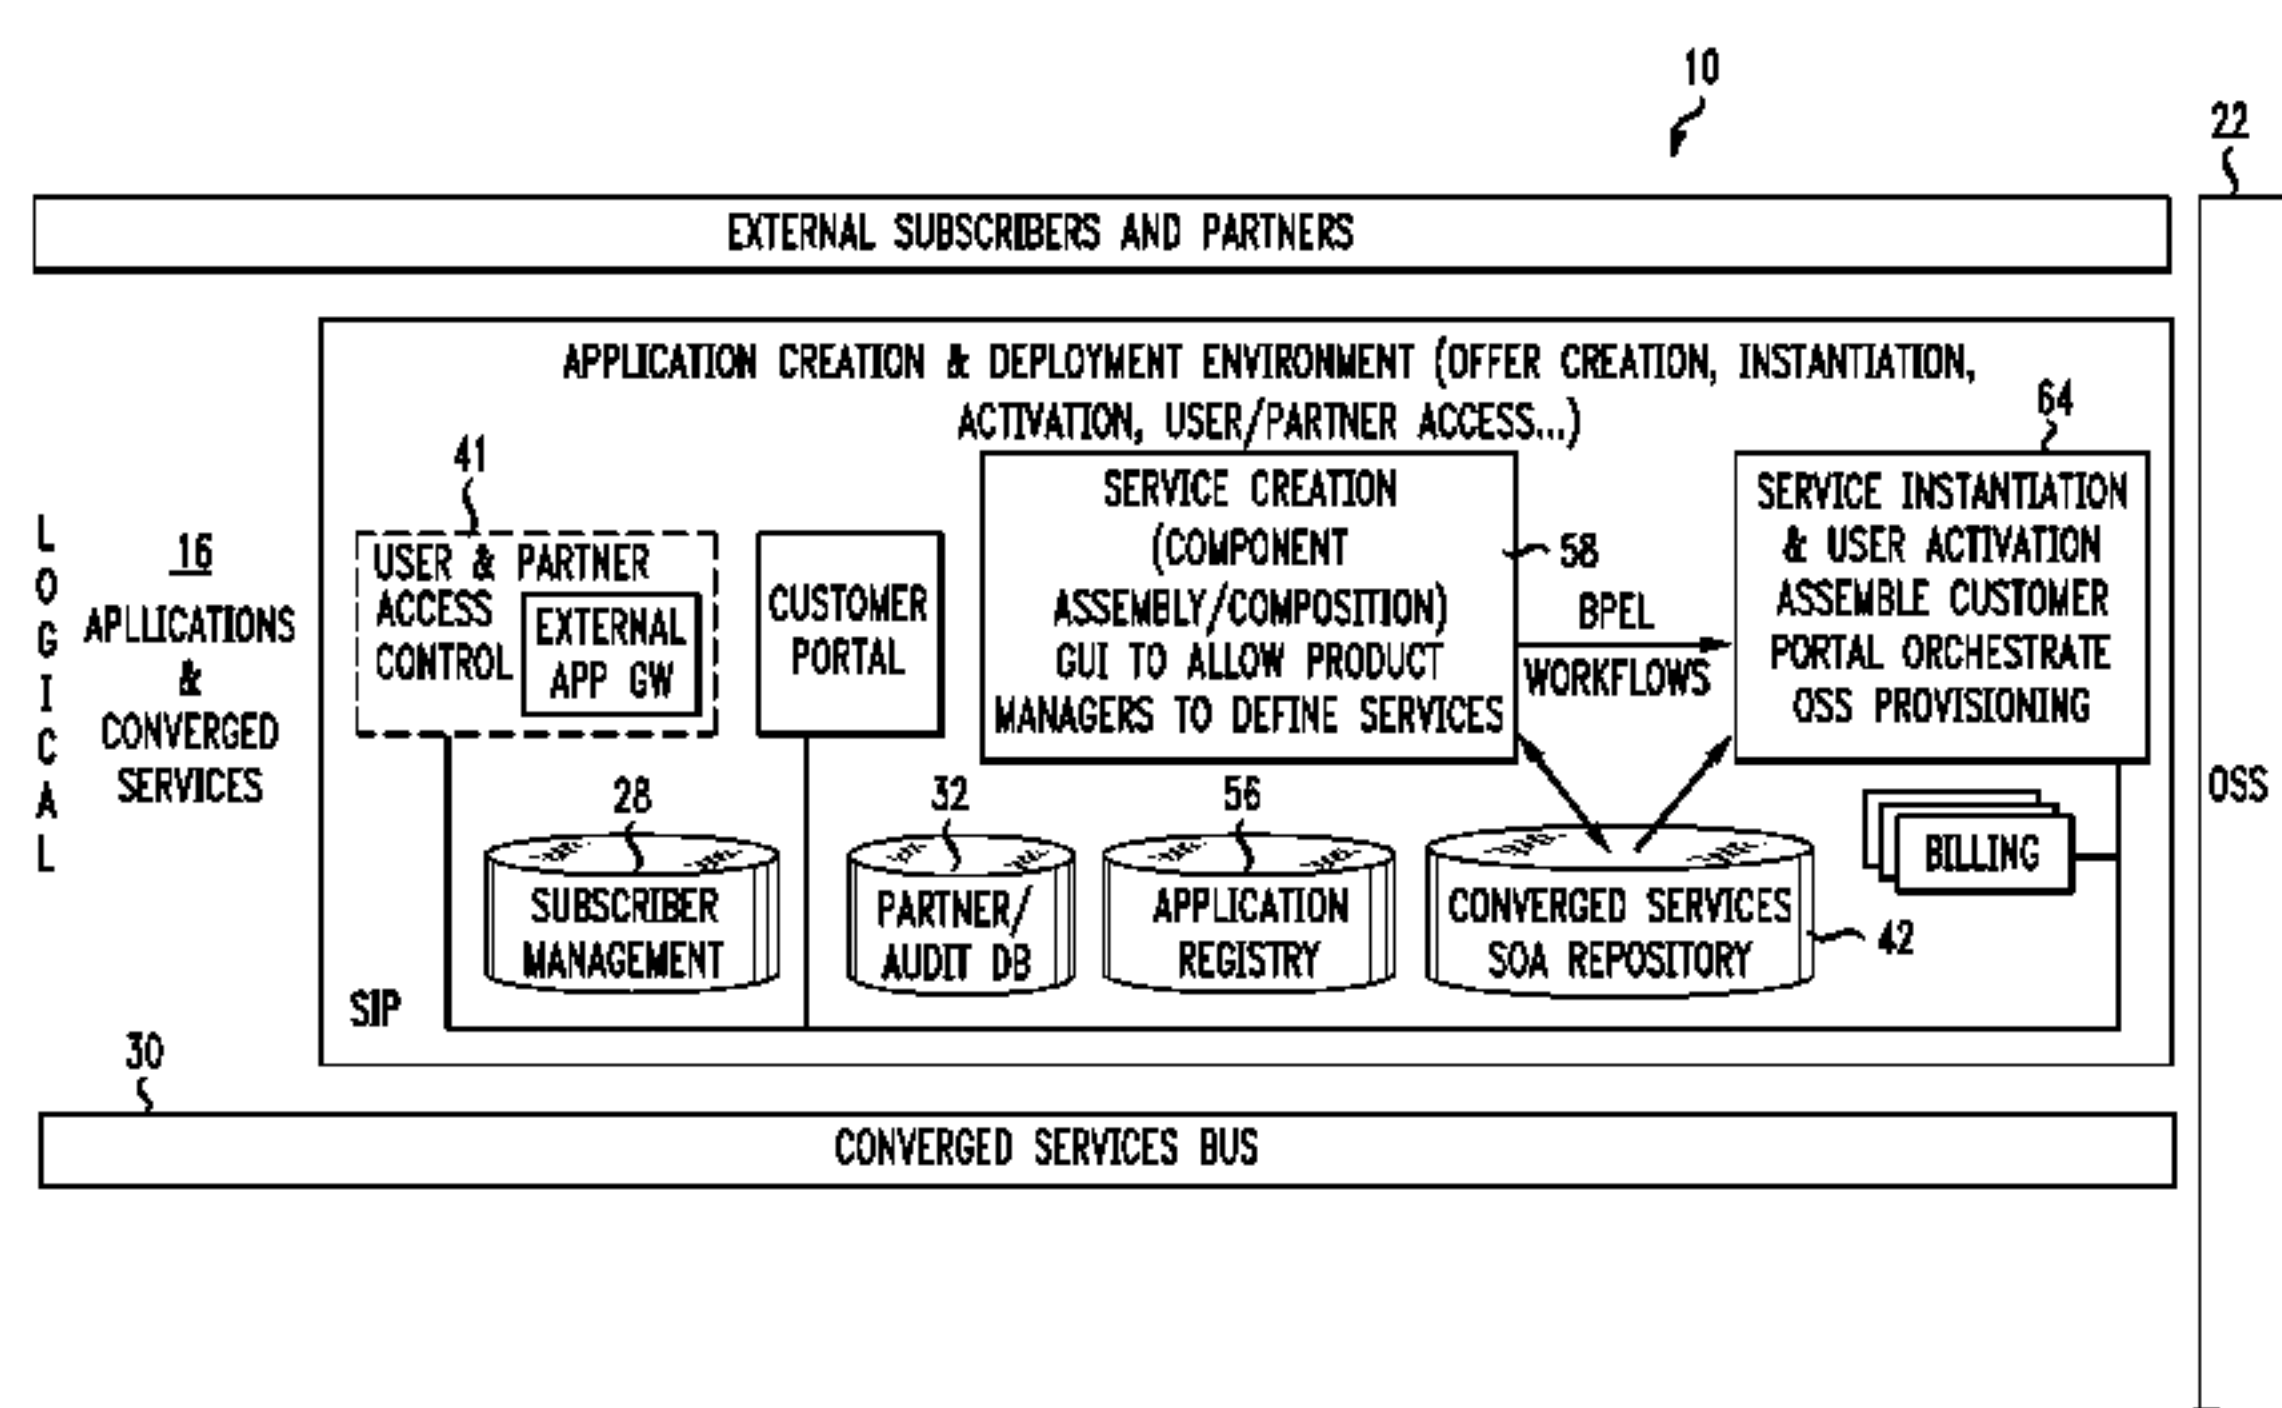 10
22
EXTERNAL SUBSCRIBERS AND PARTNERS
APPLICATION CREATION & DEPLOYMENT ENVIRONMENT (OFFER CREATION, INSTANTIATION,
ACTIVATION, USER/PARTNER ACCESS...)
LOGICAL
16
APLLICATIONS
&
CONVERGED
SERVICES
41
USER & PARTNER
ACCESS
CONTROL
EXTERNAL
APP GW
CUSTOMER
PORTAL
SERVICE CREATION
(COMPONENT
ASSEMBLY/COMPOSITION)
GUI TO ALLOW PRODUCT
MANAGERS TO DEFINE SERVICES
58
BPEL
WORKFLOWS
64
SERVICE INSTANTIATION
& USER ACTIVATION
ASSEMBLE CUSTOMER
PORTAL ORCHESTRATE
OSS PROVISIONING
OSS
28
SUBSCRIBER
MANAGEMENT
32
PARTNER/
AUDIT DB
56
APPLICATION
REGISTRY
CONVERGED SERVICES
SOA REPOSITORY
42
BILLING
SIP
30
CONVERGED SERVICES BUS